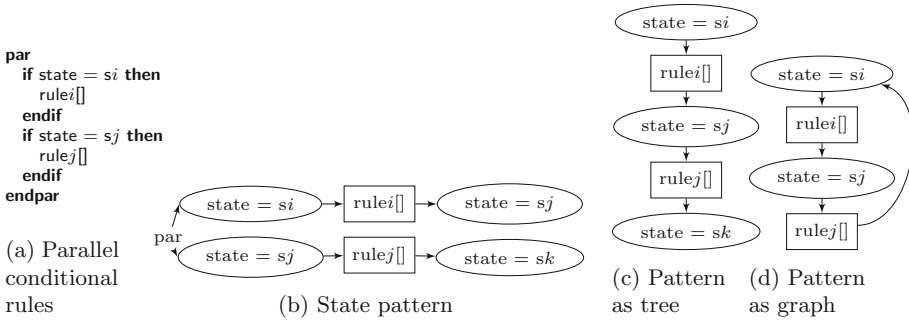 par
if state = si then
rulei[]
endif
if state = sj then
rulej[]
endif
endpar
(a) Parallel
conditional
rules
par
state = si
rulei[]
state = sj
state = sj
rulej[]
state = sk
(b) State pattern
state = si
rulei[]
state = sj
rulej[]
state = sk
(c) Pattern
as tree
state = si
rulei[]
state = sj
rulej[]
(d) Pattern
as graph